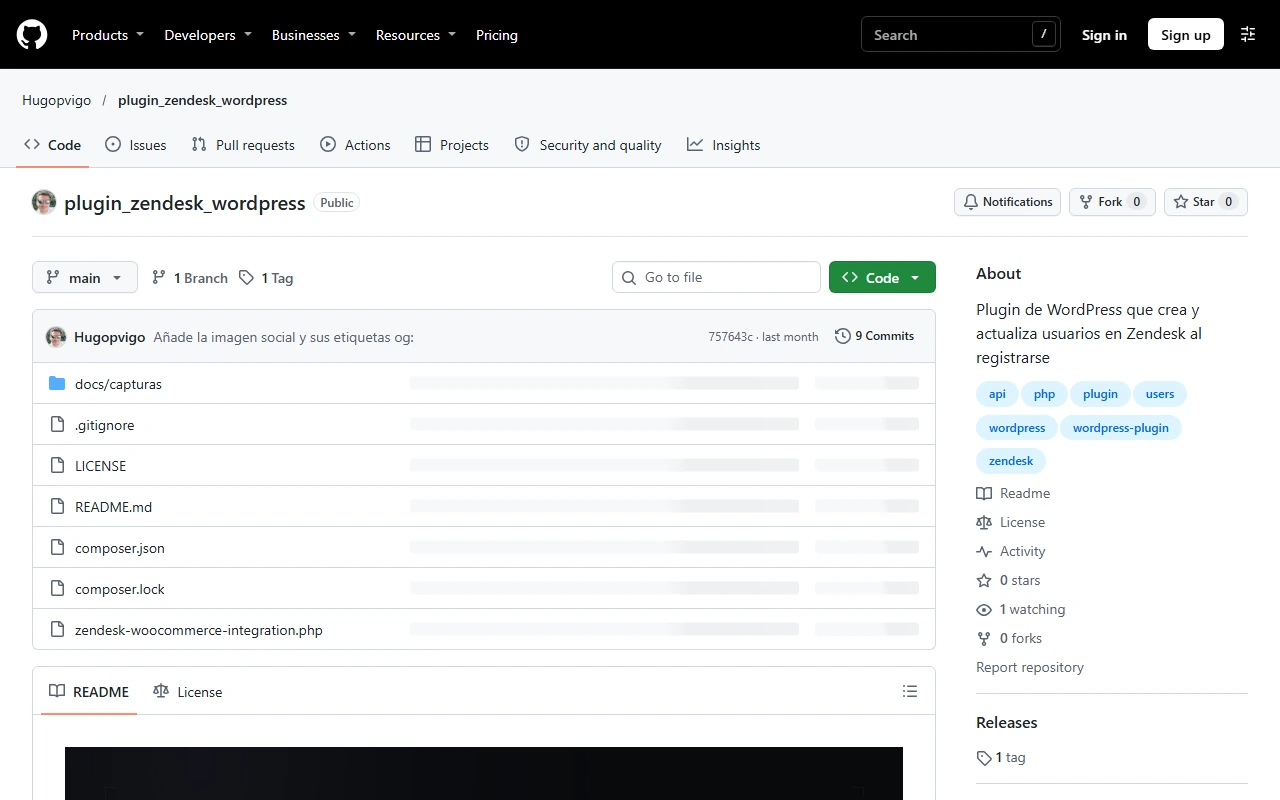 Products Developers Businesses Resources Pricing Search / Sign in Sign up
Hugopvigo / plugin_zendesk_wordpress
Code Issues Pull requests Actions Projects Security and quality Insights
plugin_zendesk_wordpress Public Notifications Fork 0 Star 0
main 1 Branch 1 Tag Go to file Code
Hugopvigo Añade la imagen social y sus etiquetas og: 757643c · last month 9 Commits
docs/capturas
.gitignore
LICENSE
README.md
composer.json
composer.lock
zendesk-woocommerce-integration.php
README License
About
Plugin de WordPress que crea y
actualiza usuarios en Zendesk al
registrarse
api php plugin users
wordpress wordpress-plugin
zendesk
Readme
License
Activity
0 stars
1 watching
0 forks
Report repository
Releases
1 tag